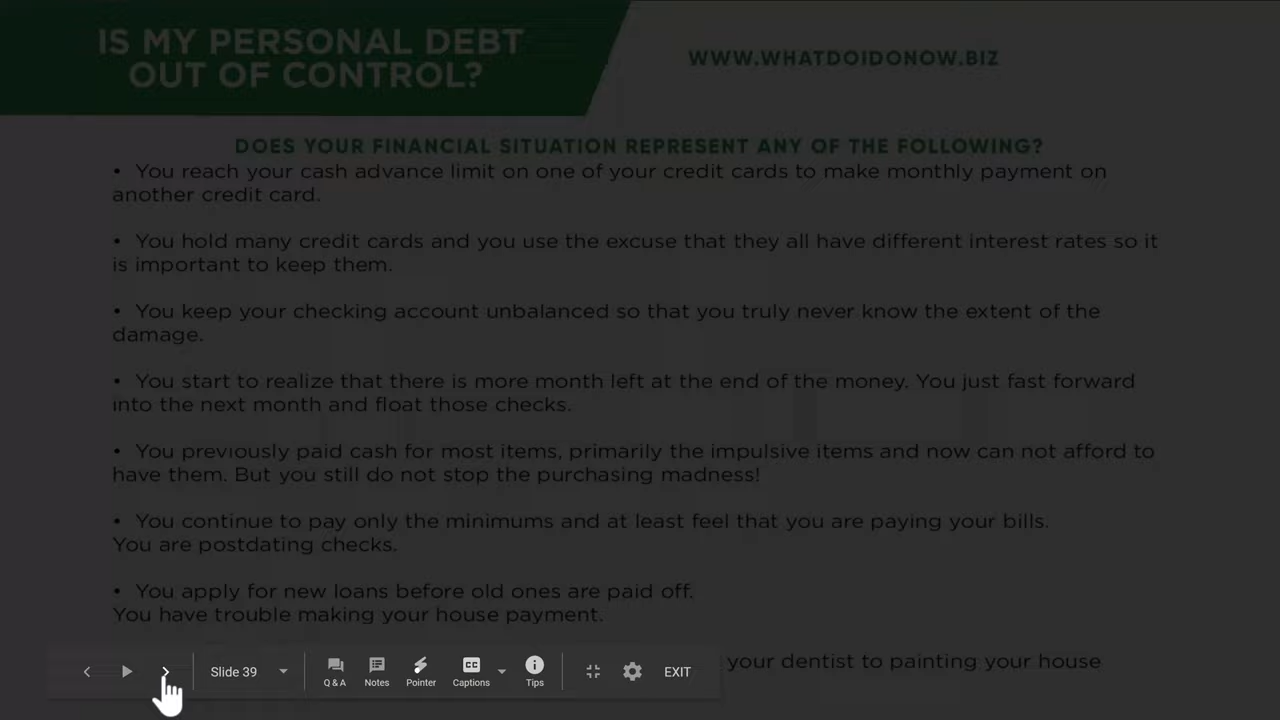 IS MY PERSONAL DEBT
OUT OF CONTROL?
WWW.WHATDOIDONOW.BIZ
DOES YOUR FINANCIAL SITUATION REPRESENT ANY OF THE FOLLOWING?
• You reach your cash advance limit on one of your credit cards to make monthly payment on
another credit card.
• You hold many credit cards and you use the excuse that they all have different interest rates so it
is important to keep them.
• You keep your checking account unbalanced so that you truly never know the extent of the
damage.
• You start to realize that there is more month left at the end of the money. You just fast forward
into the next month and float those checks.
• You previously paid cash for most items, primarily the impulsive items and now can not afford to
have them. But you still do not stop the purchasing madness!
• You continue to pay only the minimums and at least feel that you are paying your bills.
You are postdating checks.
• You apply for new loans before old ones are paid off.
You have trouble making your house payment.
your dentist to painting your house
Slide 39
Q & A
Notes
Pointer
CC
Captions
Tips
EXIT